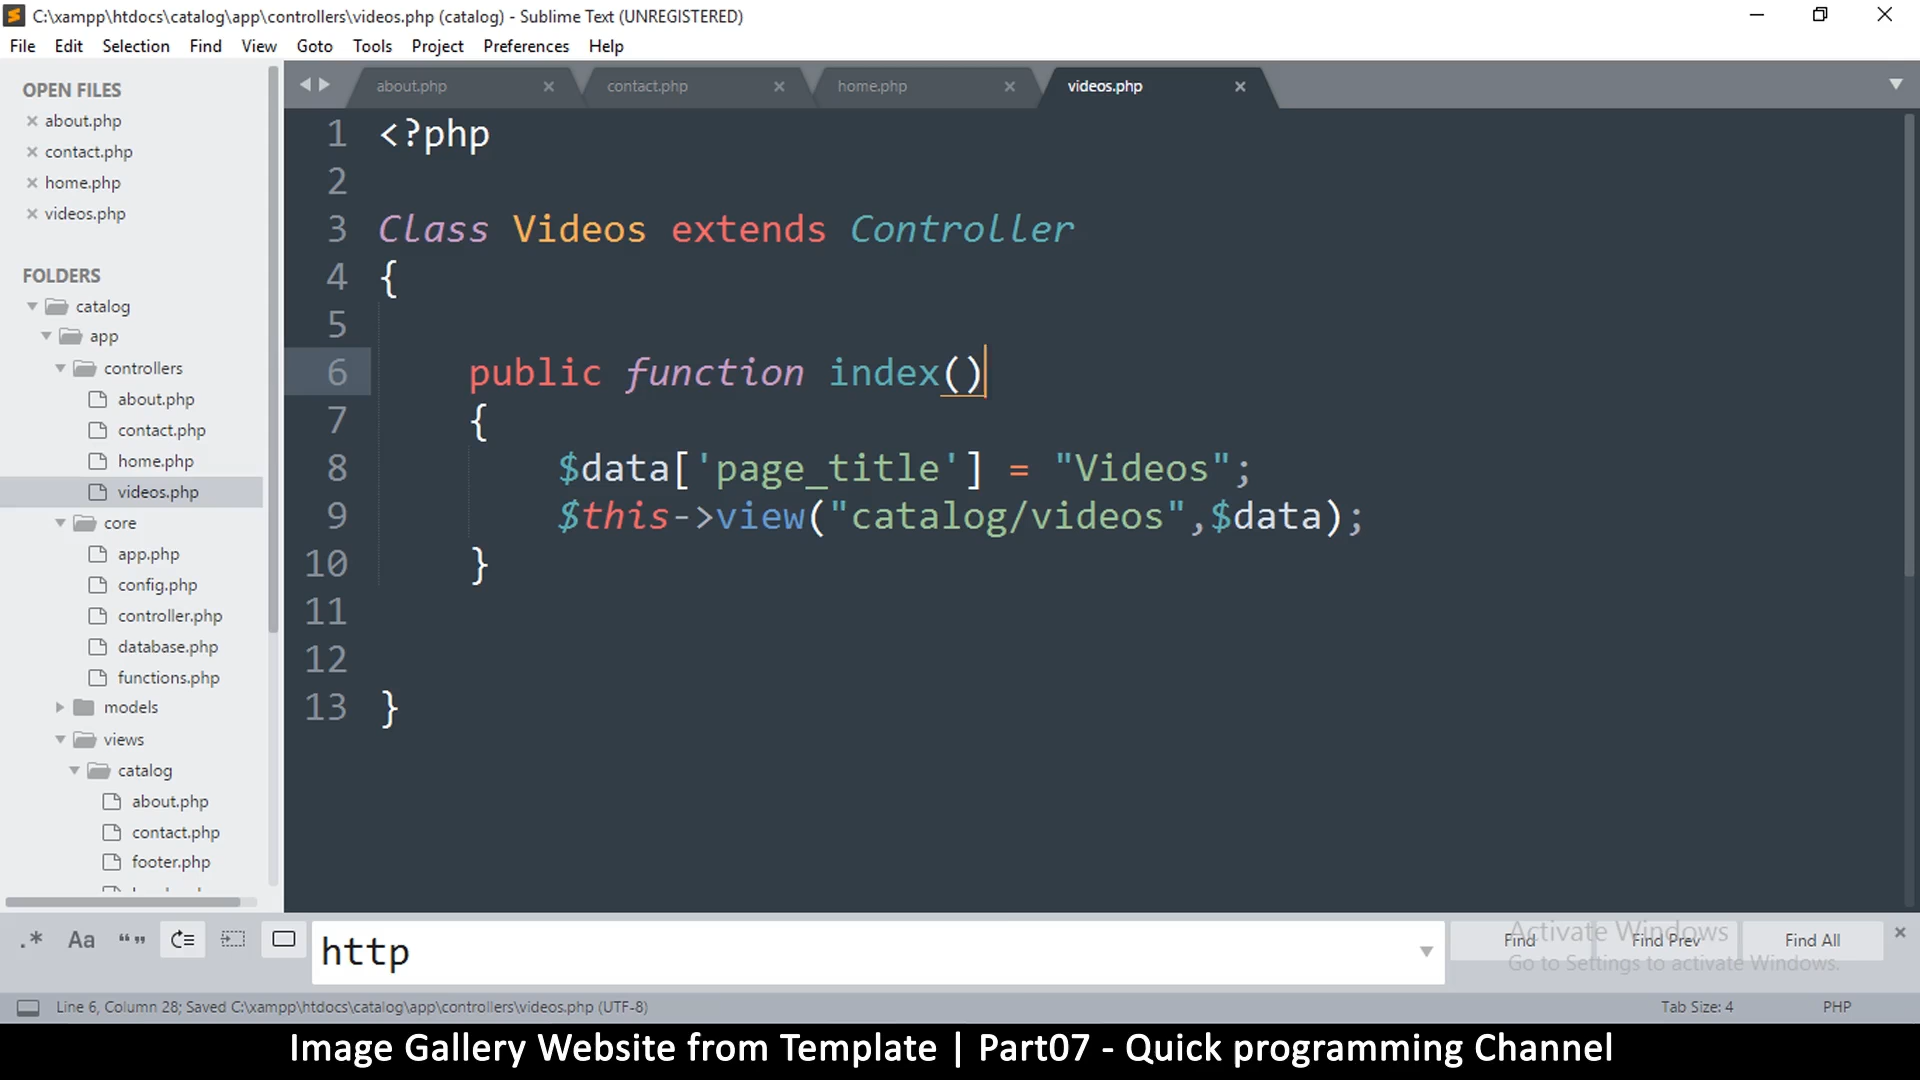 C:\xampp\htdocs\catalog\app\controllers\videos.php (catalog) - Sublime Text (UNREGISTERED)
File Edit Selection Find View Goto Tools Project Preferences Help
OPEN FILES
about.php
contact.php
home.php
videos.php
FOLDERS
catalog
app
controllers
about.php
contact.php
home.php
videos.php
core
app.php
config.php
controller.php
database.php
functions.php
models
views
catalog
about.php
contact.php
footer.php
about.php contact.php home.php videos.php
1 <?php
2
3 Class Videos extends Controller
4 {
5
6 public function index()
7 {
8 $data['page_title'] = "Videos";
9 $this->view("catalog/videos",$data);
10 }
11
12
13 }
.* Aa “” http Find Find Prev Find All
Activate Windows
Go to Settings to activate Windows.
Line 6, Column 28; Saved C:\xampp\htdocs\catalog\app\controllers\videos.php (UTF-8) Tab Size: 4 PHP
Image Gallery Website from Template | Part07 - Quick programming Channel